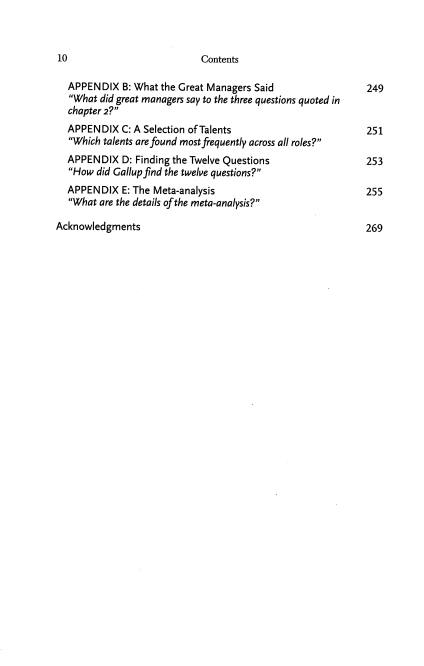 10 Contents
APPENDIX B: What the Great Managers Said 249
"What did great managers say to the three questions quoted in
chapter 2?"
APPENDIX C: A Selection of Talents 251
"Which talents are found most frequently across all roles?"
APPENDIX D: Finding the Twelve Questions 253
"How did Gallup find the twelve questions?"
APPENDIX E: The Meta-analysis 255
"What are the details of the meta-analysis?"
Acknowledgments 269